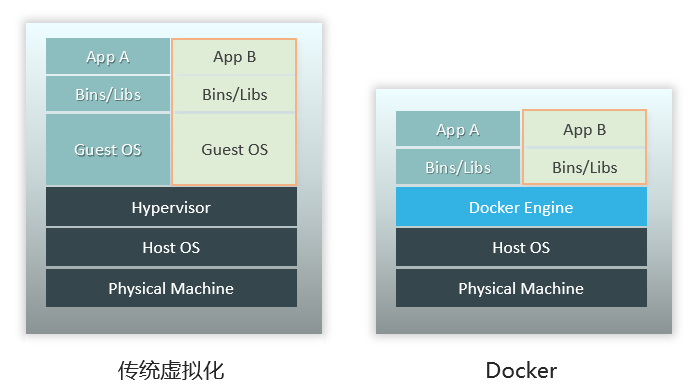 App A
App B
Bins/Libs
Bins/Libs
Guest OS
Guest OS
Hypervisor
Host OS
Physical Machine
传统虚拟化
App A
App B
Bins/Libs
Bins/Libs
Docker Engine
Host OS
Physical Machine
Docker